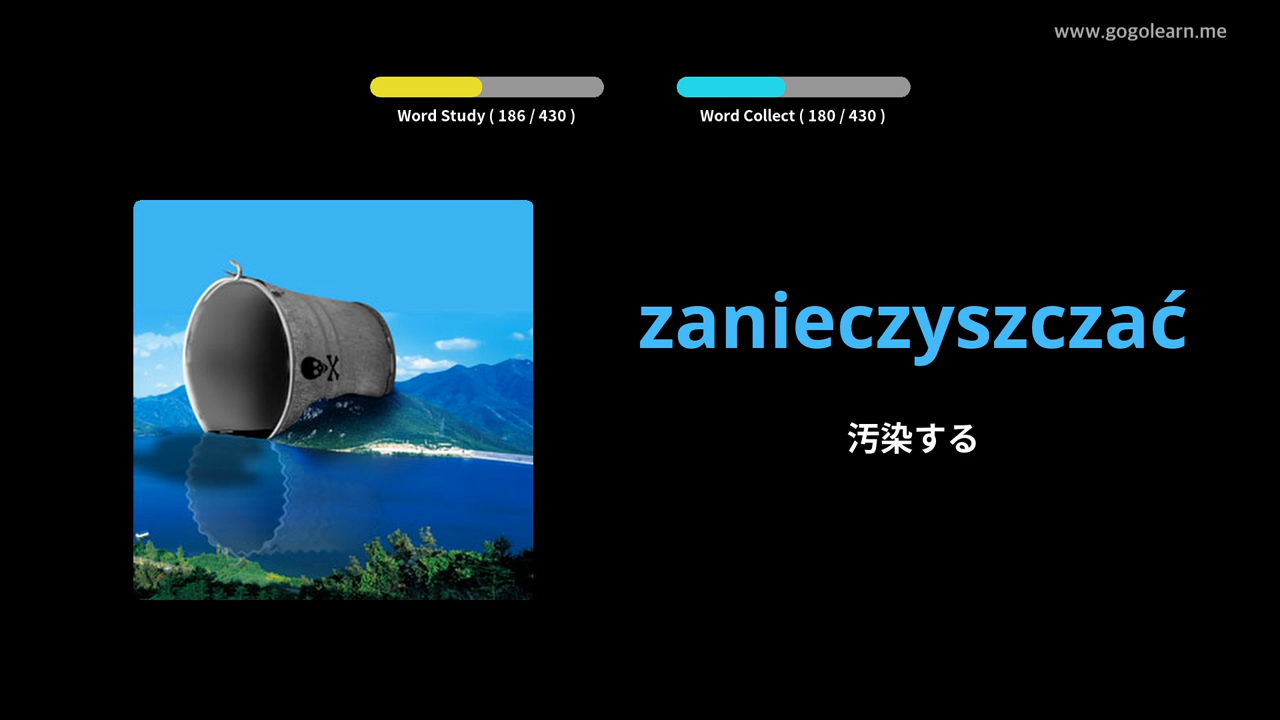 www.gogolearn.me
Word Study ( 186 / 430 )
Word Collect ( 180 / 430 )
zanieczyszczać
汚染する